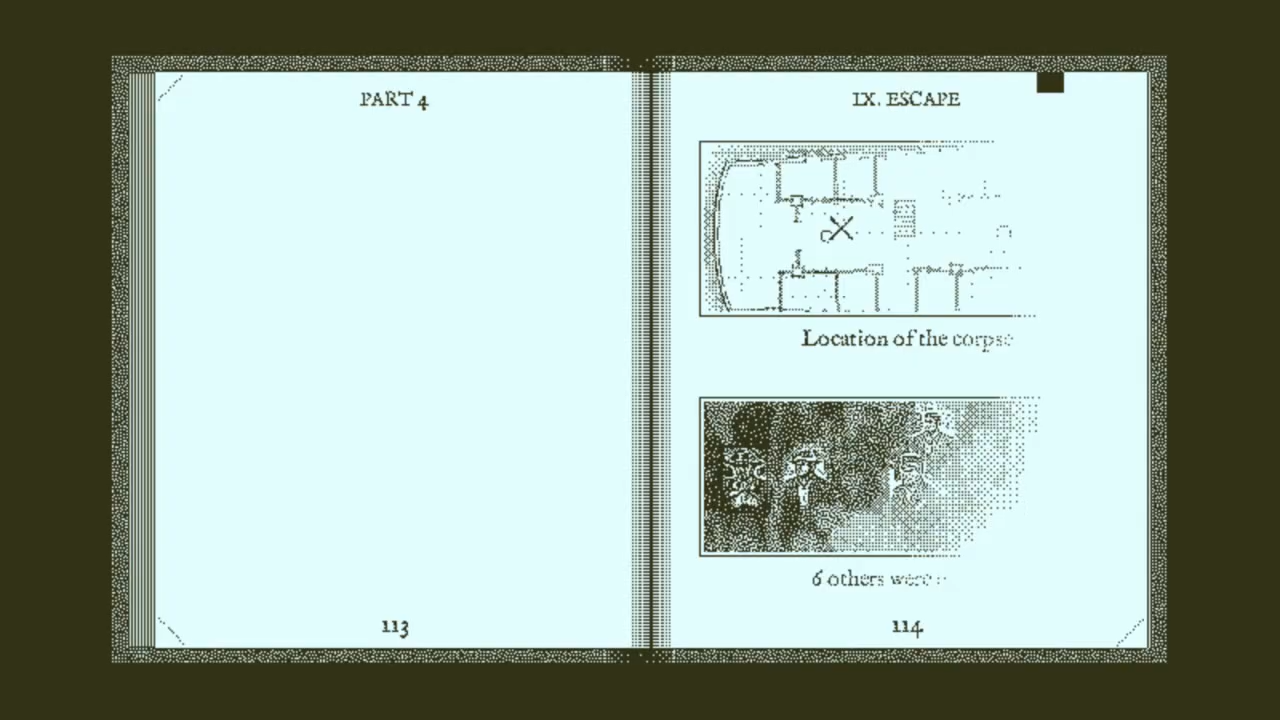 PART 4
113
IX. ESCAPE
Location of the corpse
6 others were
114